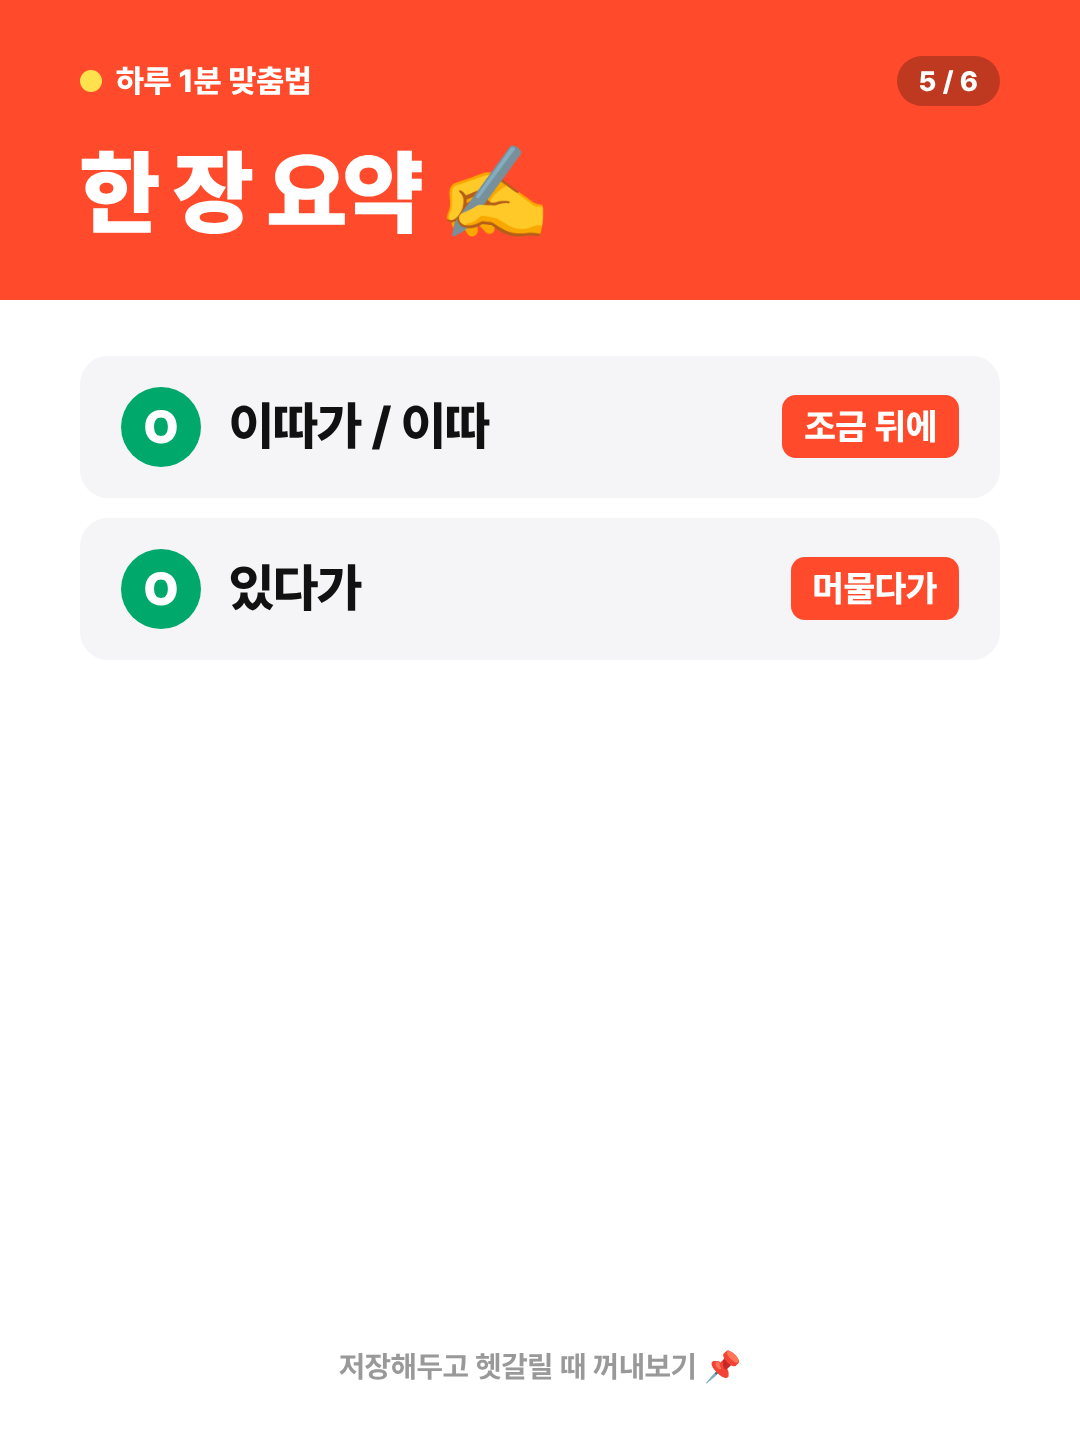 하루 1분 맞춤법
5 / 6
한 장 요약 ✍️
O 이따가 / 이따 조금 뒤에
O 있다가 머물다가
저장해두고 헷갈릴 때 꺼내보기 📌